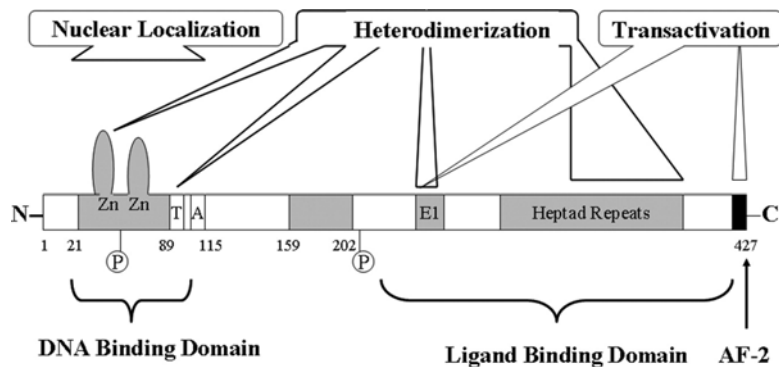 Nuclear Localization Heterodimerization Transactivation
Zn Zn T A E1 Heptad Repeats
N C
1 21 89 115 159 202 427
P P
DNA Binding Domain Ligand Binding Domain AF-2